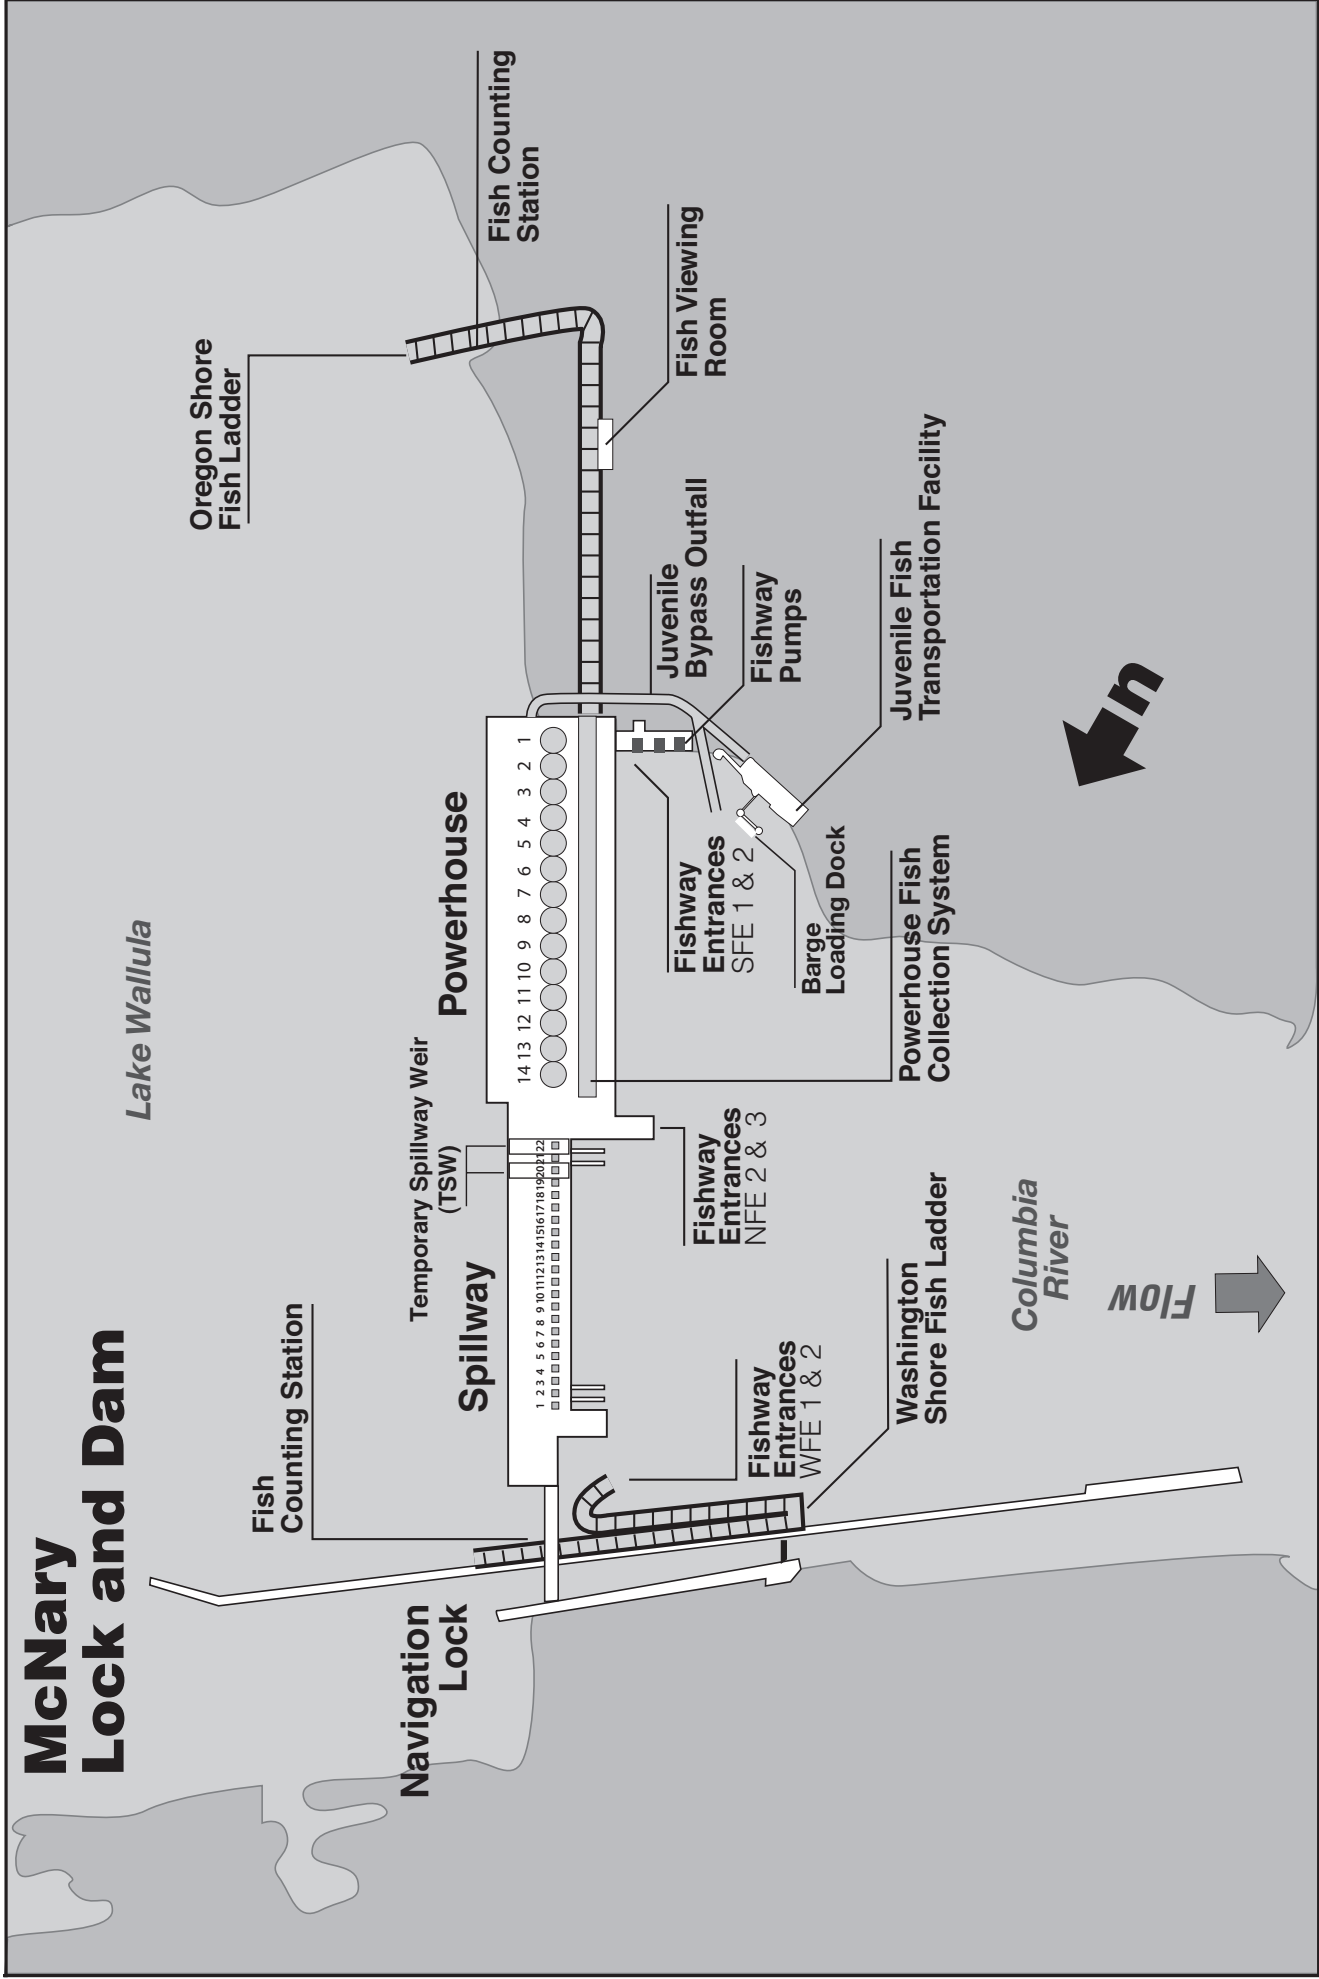 McNary
Lock and Dam
Lake Wallula
Oregon Shore
Fish Ladder
Fish
Counting Station
Navigation
Lock
Temporary Spillway Weir
(TSW)
Spillway
Powerhouse
Fish Counting
Station
1 2 3 4 5 6 7 8 9 10 11 12 13 14 15 16 17 18 19 20 21 22
14 13 12 11 10 9 8 7 6 5 4 3 2 1
Fishway
Entrances
WFE 1 & 2
Fishway
Entrances
NFE 2 & 3
Fishway
Entrances
SFE 1 & 2
Juvenile
Bypass Outfall
Fish Viewing
Room
Fishway
Pumps
Barge
Loading Dock
Washington
Shore Fish Ladder
Powerhouse Fish
Collection System
Juvenile Fish
Transportation Facility
Columbia
River
Flow
n